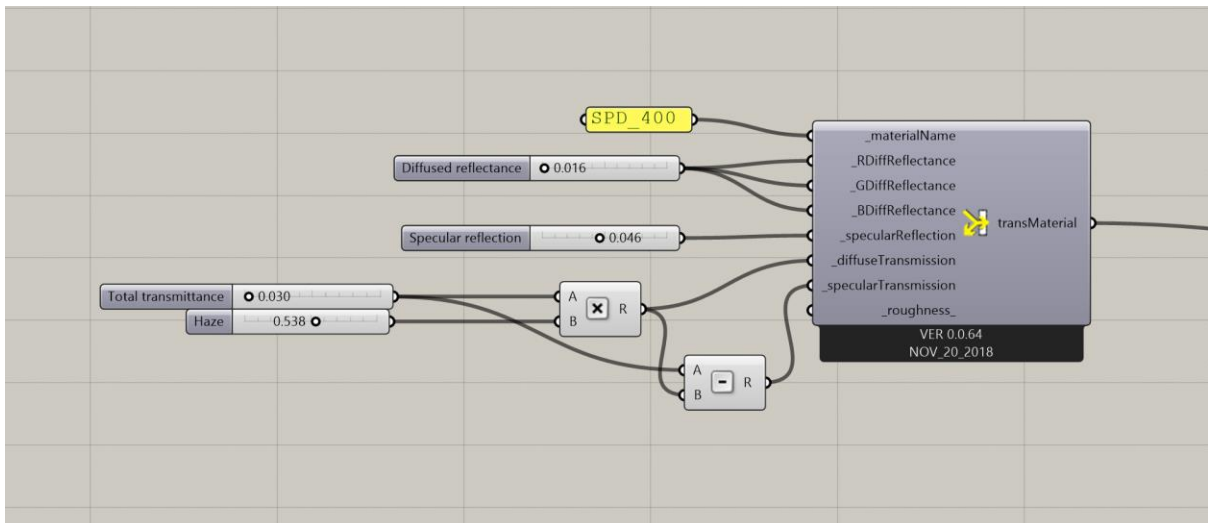 SPD_400
_materialName
Diffused reflectance 0.016
_RDiffReflectance
_GDiffReflectance
_BDiffReflectance
transMaterial
Specular reflection 0.046
_specularReflection
_diffuseTransmission
Total transmittance 0.030
A
B
R
_specularTransmission
Haze 0.538
_roughness_
VER 0.0.64
NOV_20_2018
A
B
R